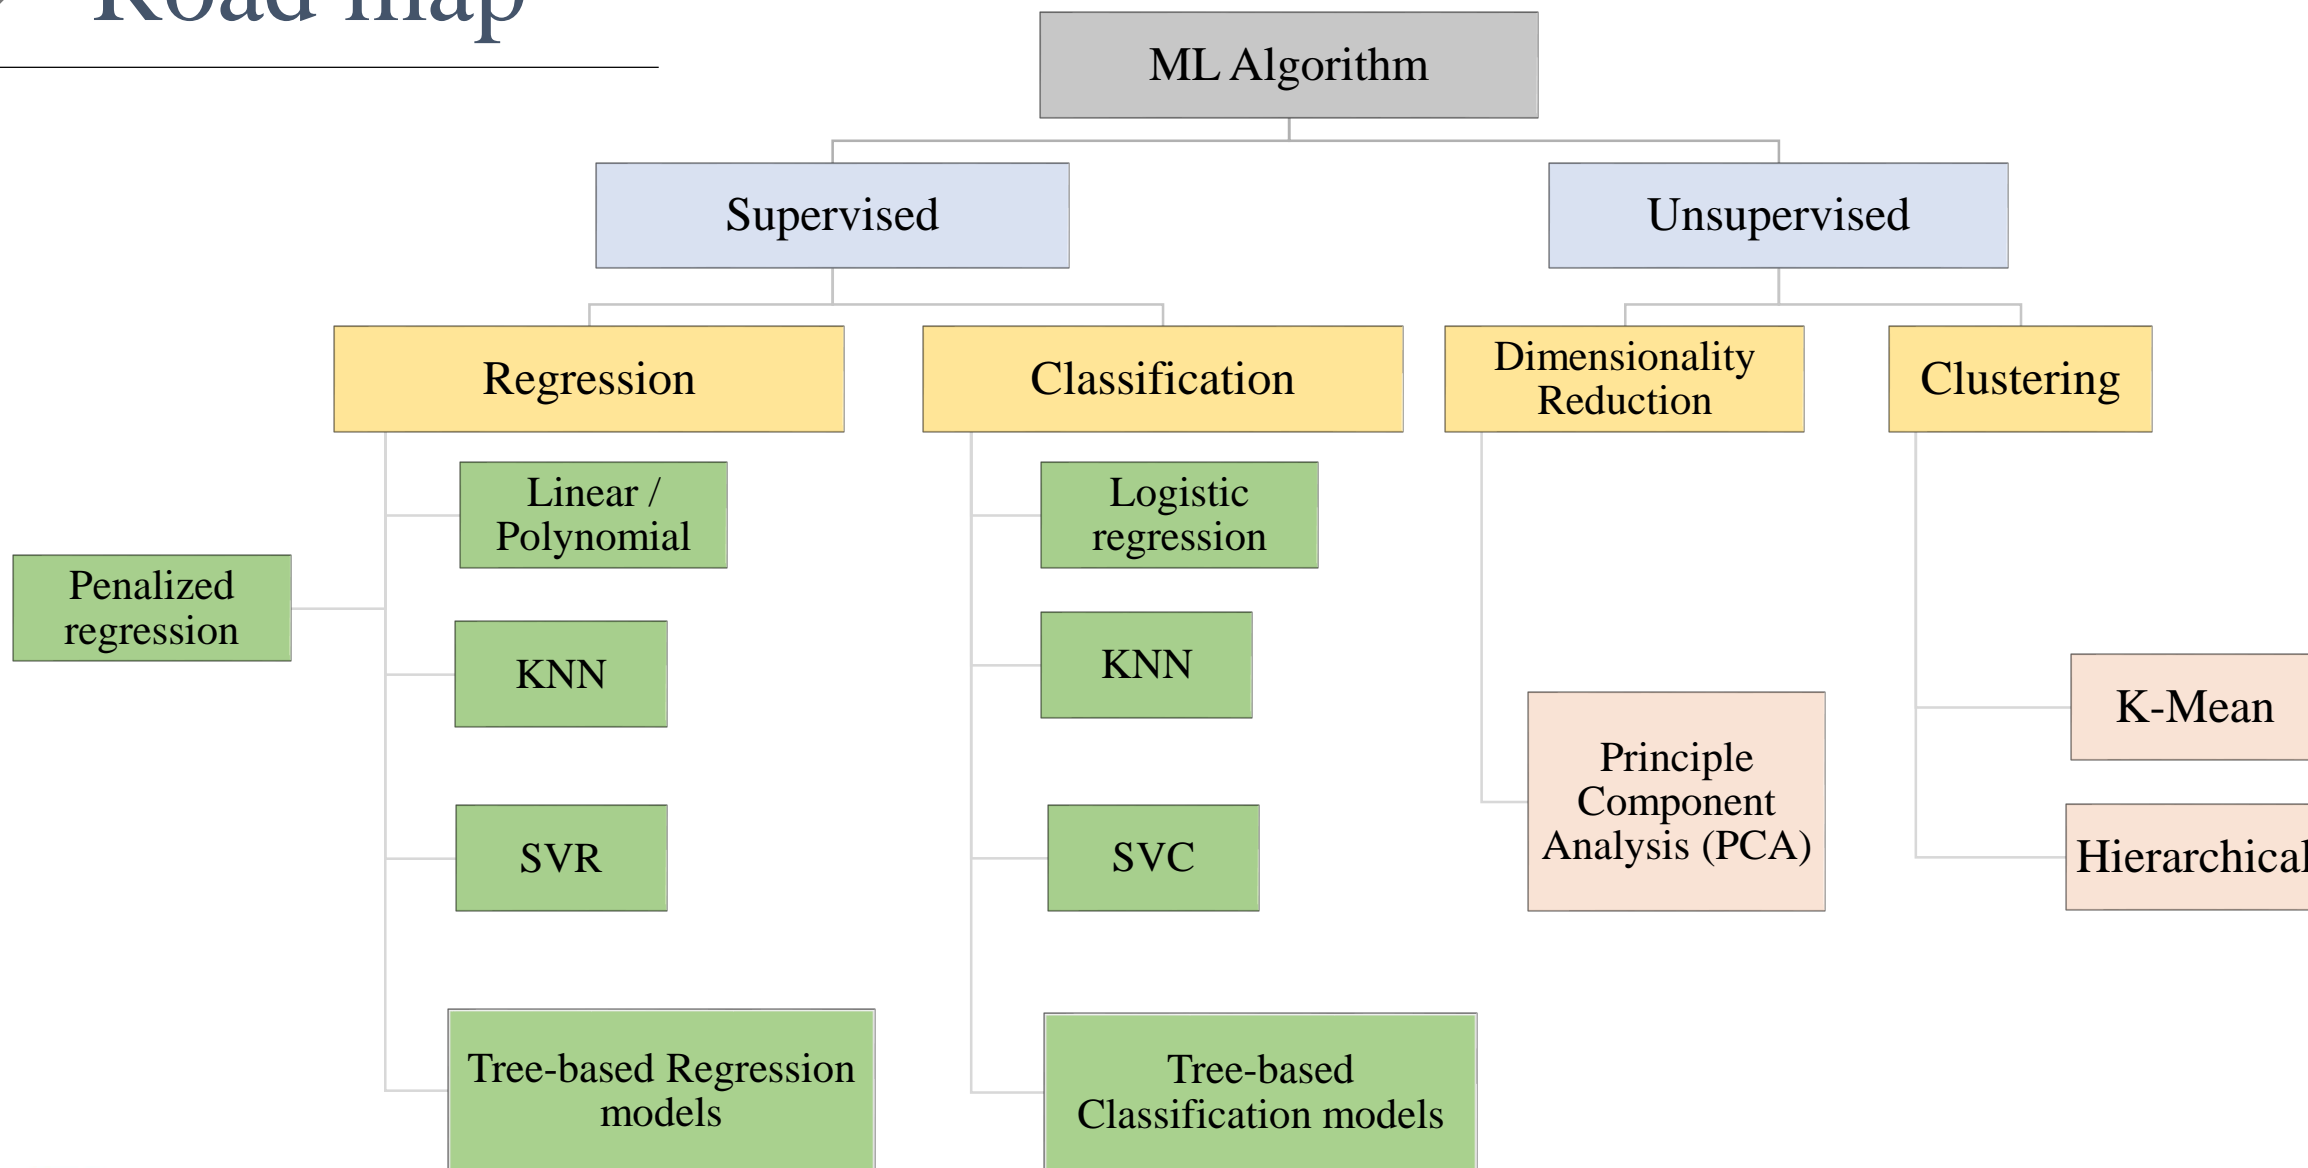 Road map
ML Algorithm
Supervised
Unsupervised
Regression
Classification
Dimensionality
Reduction
Clustering
Linear /
Polynomial
Logistic
regression
Penalized
regression
KNN
KNN
K-Mean
Principle
Component
Analysis (PCA)
SVR
SVC
Hierarchical
Tree-based Regression
models
Tree-based
Classification models